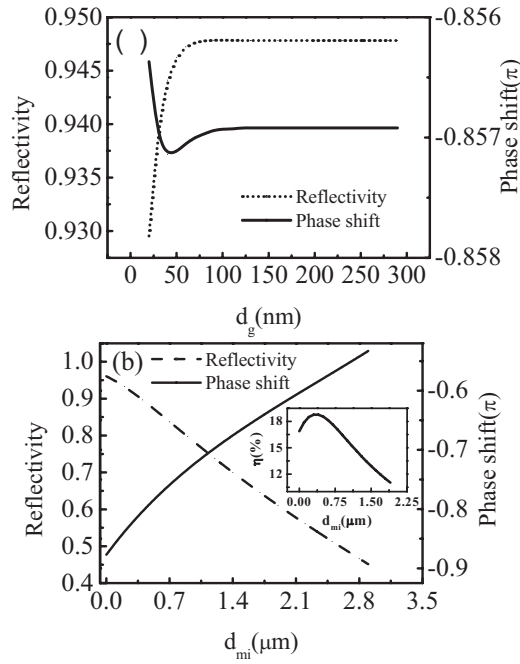 0.950
0.945
0.940
0.935
0.930
Reflectivity
( )
Reflectivity
Phase shift
-0.856
-0.857
-0.858
Phase shift(π)
0 50 100 150 200 250 300
d_g(nm)
(b)
Reflectivity
Phase shift
1.0
0.9
0.8
0.7
0.6
0.5
0.4
Reflectivity
18
15
12
η(%)
0.00 0.75 1.50 2.25
d_mi(μm)
-0.6
-0.7
-0.8
-0.9
Phase shift(π)
0.0 0.7 1.4 2.1 2.8 3.5
d_mi(μm)